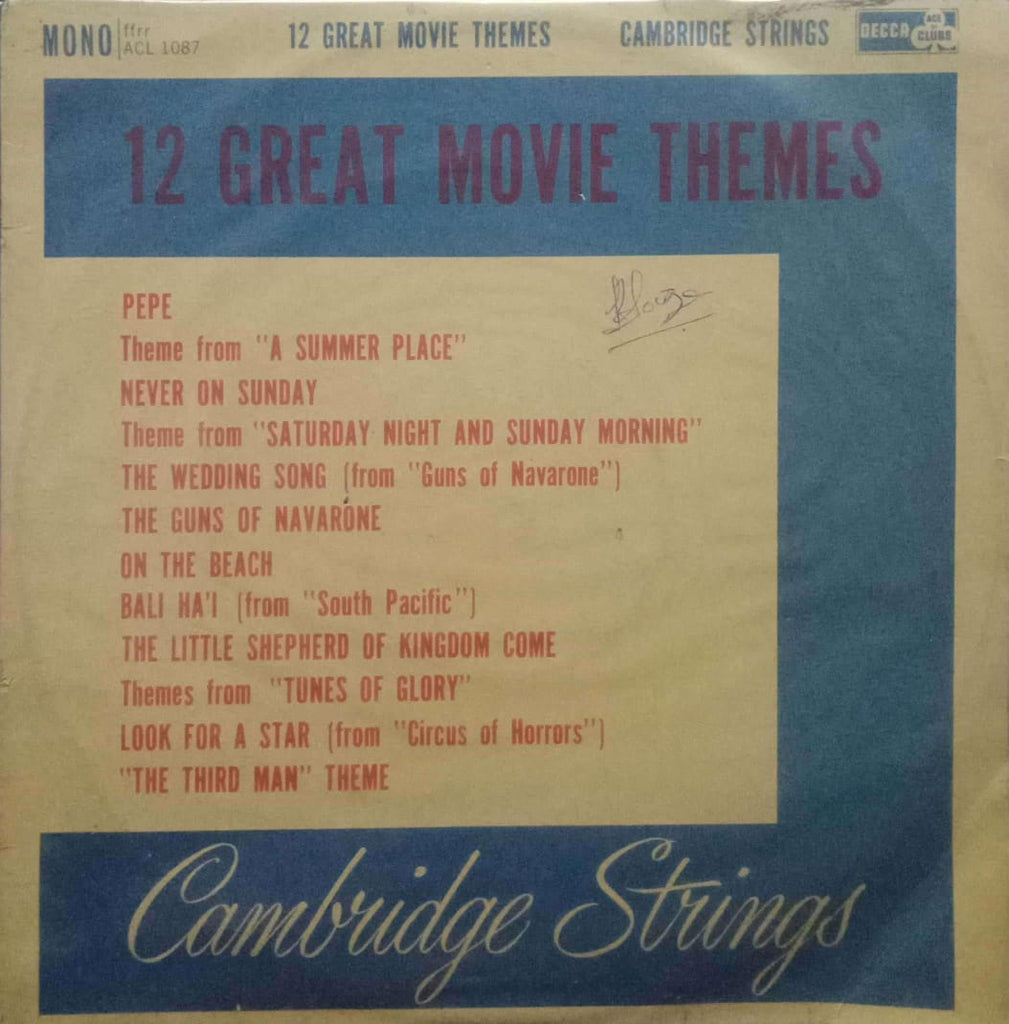 MONO ffrr ACL 1087 12 GREAT MOVIE THEMES CAMBRIDGE STRINGS DECCA ACE OF CLUBS
12 GREAT MOVIE THEMES
PEPE
Theme from "A SUMMER PLACE"
NEVER ON SUNDAY
Theme from "SATURDAY NIGHT AND SUNDAY MORNING"
THE WEDDING SONG (from "Guns of Navarone")
THE GUNS OF NAVARONE
ON THE BEACH
BALI HA'I (from "South Pacific")
THE LITTLE SHEPHERD OF KINGDOM COME
Themes from "TUNES OF GLORY"
LOOK FOR A STAR (from "Circus of Horrors")
"THE THIRD MAN" THEME
Cambridge Strings